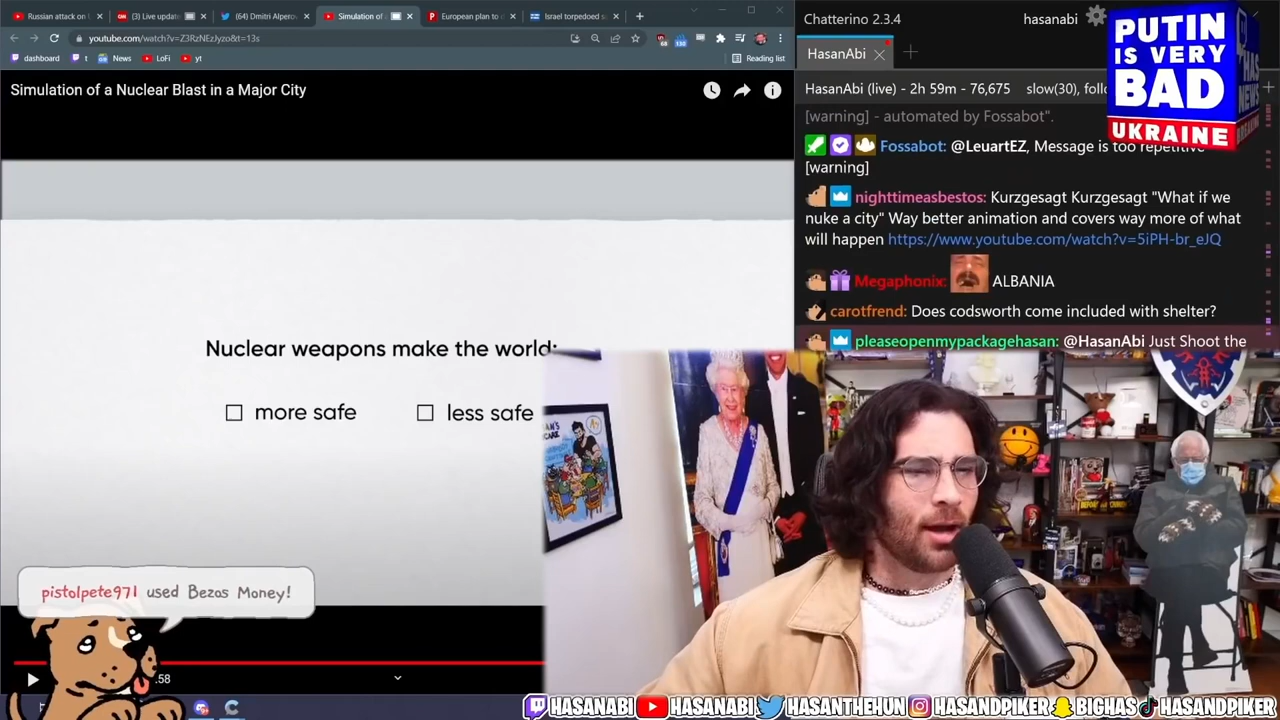 Russian attack on
(3) Live update
(64) Dmitri Alperov
Simulation of
European plan to
Israel torpedoed s
youtube.com/watch?v=Z3RzNEzJyzo&t=13s
68
130
dashboard
t
News
LoFi
yt
Reading list
Simulation of a Nuclear Blast in a Major City
Nuclear weapons make the world:
☐ more safe ☐ less safe
pistolpete971 used Bezos Money!
:58
Chatterino 2.3.4
hasanabi
HasanAbi
HasanAbi (live) - 2h 59m - 76,675 slow(30), follo
[warning] - automated by Fossabot".
Fossabot: @LeuartEZ, Message is too repetitive
[warning]
nighttimeasbestos: Kurzgesagt Kurzgesagt "What if we
nuke a city" Way better animation and covers way more of what
will happen https://www.youtube.com/watch?v=5iPH-br_eJQ
Megaphonix: ALBANIA
carotfrend: Does codsworth come included with shelter?
pleaseopenmypackagehasan: @HasanAbi Just Shoot the
PUTIN
IS VERY
BAD
UKRAINE
HASANABI
HASANABI
HASANTHEHUN
HASANDPIKER
BIGHAS
HASANDPIKER